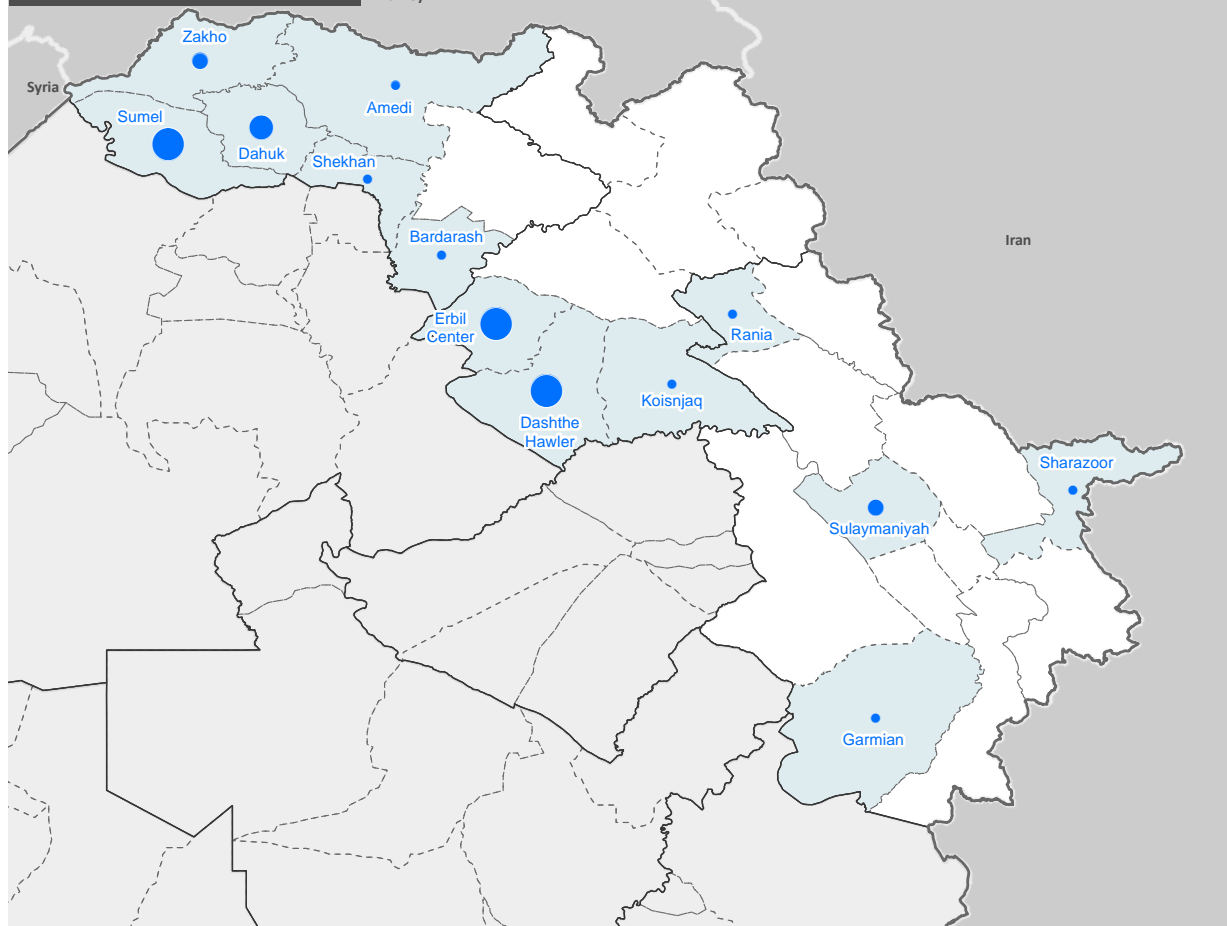 Zakho
Syria
Amedi
Sumel
Dahuk
Shekhan
Bardarash
Iran
Erbil
Center
Rania
Koisnjaq
Dashthe
Hawler
Sharazoor
Sulaymaniyah
Garmian